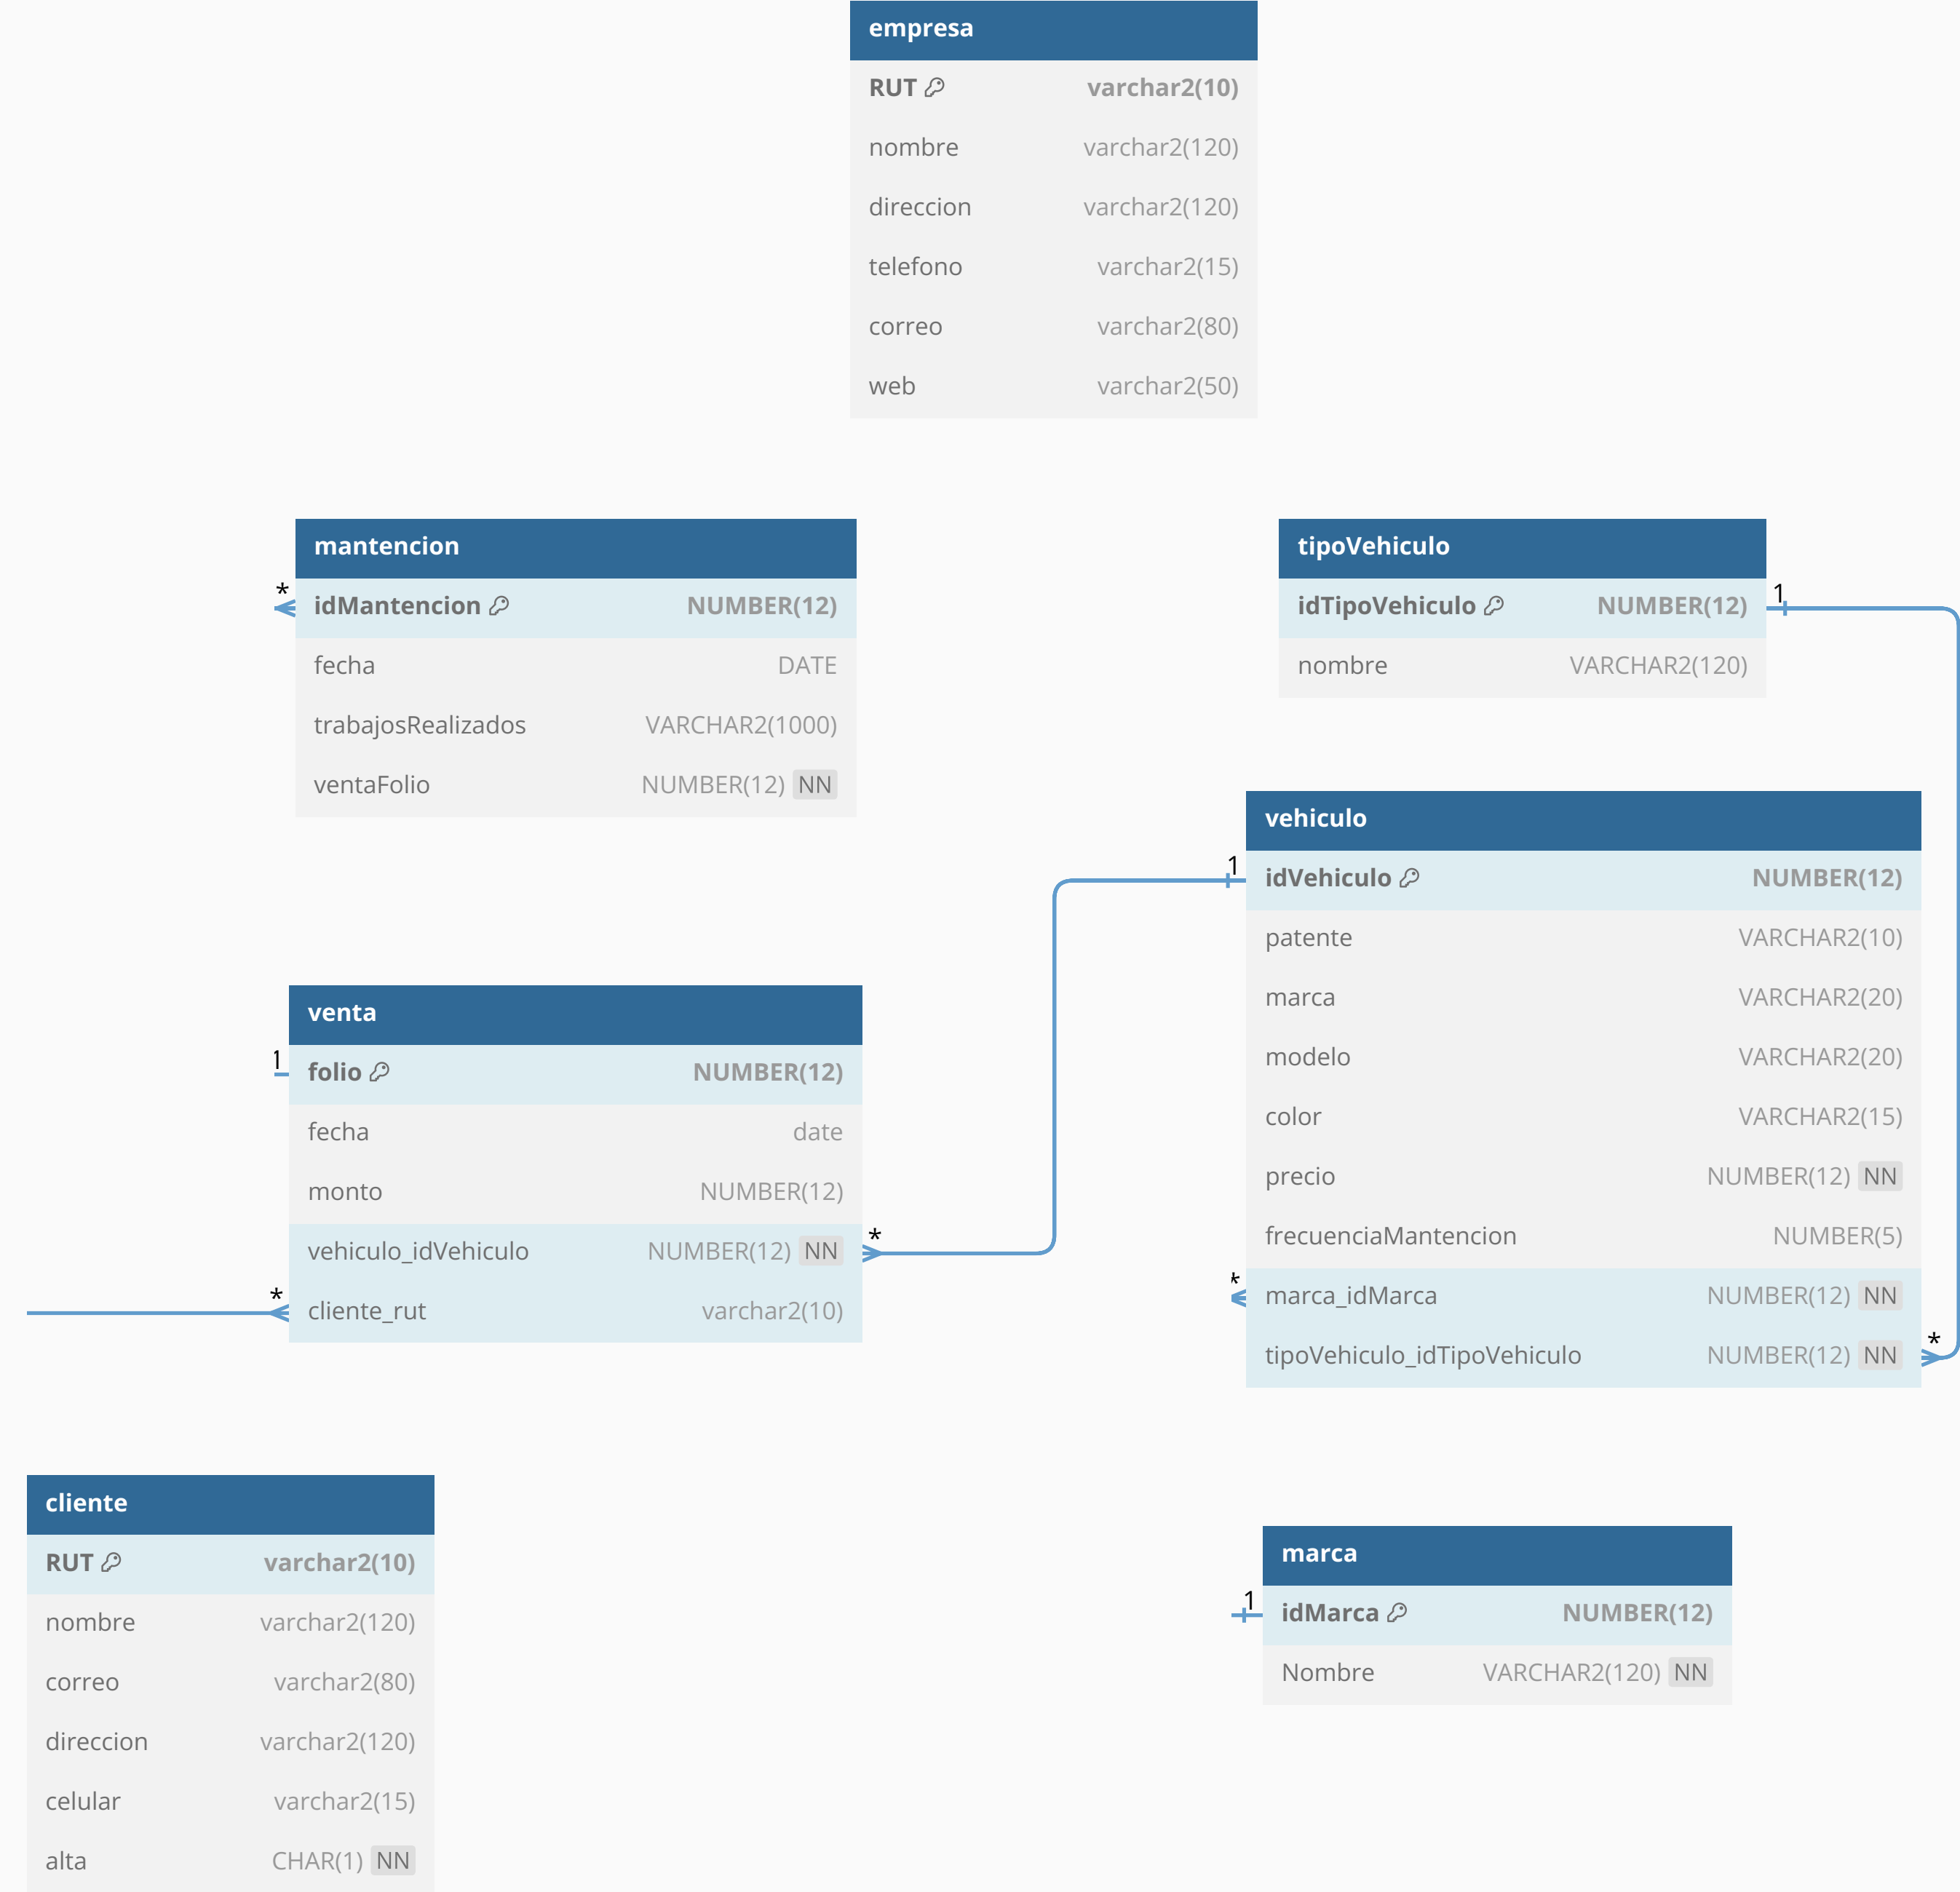 empresa
RUT varchar2(10)
nombre varchar2(120)
direccion varchar2(120)
telefono varchar2(15)
correo varchar2(80)
web varchar2(50)
mantencion
* idMantencion NUMBER(12)
fecha DATE
trabajosRealizados VARCHAR2(1000)
ventaFolio NUMBER(12) NN
tipoVehiculo
idTipoVehiculo NUMBER(12) 1
nombre VARCHAR2(120)
vehiculo
1 idVehiculo NUMBER(12)
patente VARCHAR2(10)
marca VARCHAR2(20)
modelo VARCHAR2(20)
color VARCHAR2(15)
precio NUMBER(12) NN
frecuenciaMantencion NUMBER(5)
* marca_idMarca NUMBER(12) NN
tipoVehiculo_idTipoVehiculo NUMBER(12) NN *
venta
1 folio NUMBER(12)
fecha date
monto NUMBER(12)
vehiculo_idVehiculo NUMBER(12) NN *
* cliente_rut varchar2(10)
cliente
RUT varchar2(10)
nombre varchar2(120)
correo varchar2(80)
direccion varchar2(120)
celular varchar2(15)
alta CHAR(1) NN
marca
1 idMarca NUMBER(12)
Nombre VARCHAR2(120) NN